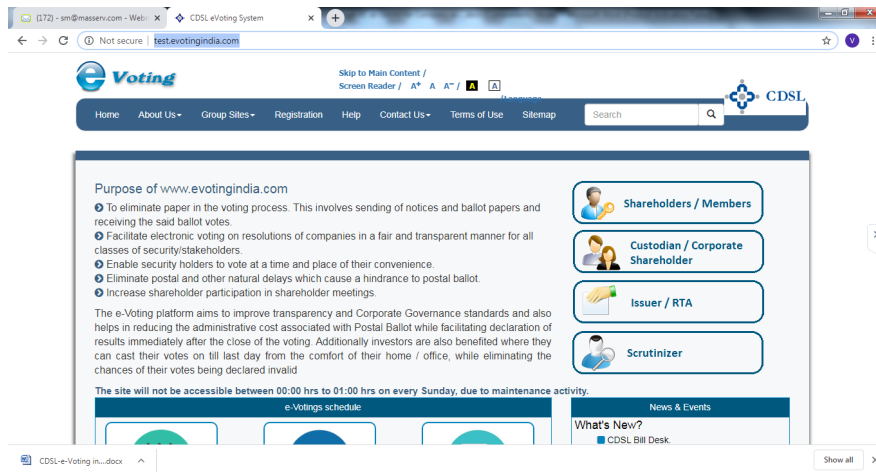 (172) - sm@masserv.com - Web
CDSL eVoting System
Not secure | test.evotingindia.com
V
e Voting
Skip to Main Content /
Screen Reader / A+ A A- / A A
CDSL
Home About Us Group Sites Registration Help Contact Us Terms of Use Sitemap Search
Purpose of www.evotingindia.com
To eliminate paper in the voting process. This involves sending of notices and ballot papers and
receiving the said ballot votes.
Facilitate electronic voting on resolutions of companies in a fair and transparent manner for all
classes of security/stakeholders.
Enable security holders to vote at a time and place of their convenience.
Eliminate postal and other natural delays which cause a hindrance to postal ballot.
Increase shareholder participation in shareholder meetings.
The e-Voting platform aims to improve transparency and Corporate Governance standards and also
helps in reducing the administrative cost associated with Postal Ballot while facilitating declaration of
results immediately after the close of the voting. Additionally investors are also benefited where they
can cast their votes on till last day from the comfort of their home / office, while eliminating the
chances of their votes being declared invalid
Shareholders / Members
Custodian / Corporate
Shareholder
Issuer / RTA
Scrutinizer
The site will not be accessible between 00:00 hrs to 01:00 hrs on every Sunday, due to maintenance activity.
e-Votings schedule
News & Events
What's New?
CDSL Bill Desk.
CDSL-e-Voting in....docx
Show all